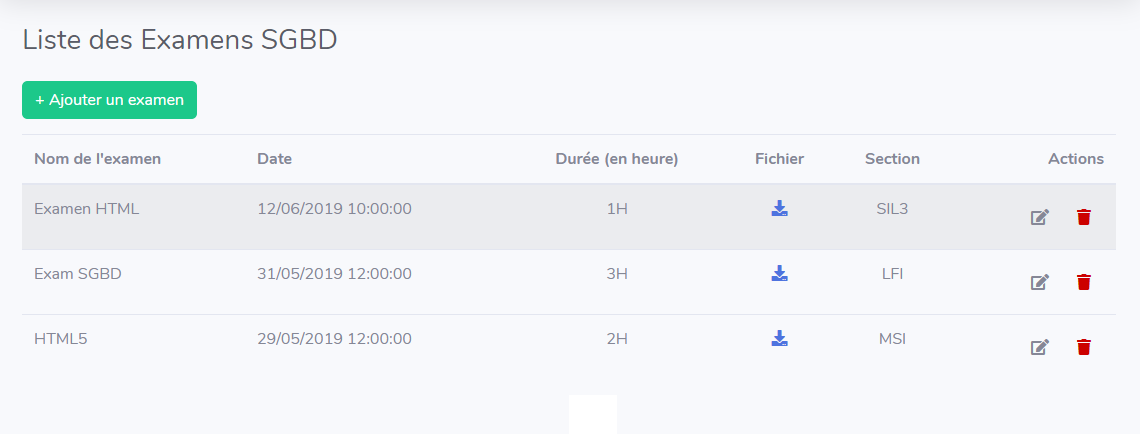 Liste des Examens SGBD
+ Ajouter un examen
Nom de l'examen Date Durée (en heure) Fichier Section Actions
Examen HTML 12/06/2019 10:00:00 1H SIL3
Exam SGBD 31/05/2019 12:00:00 3H LFI
HTML5 29/05/2019 12:00:00 2H MSI